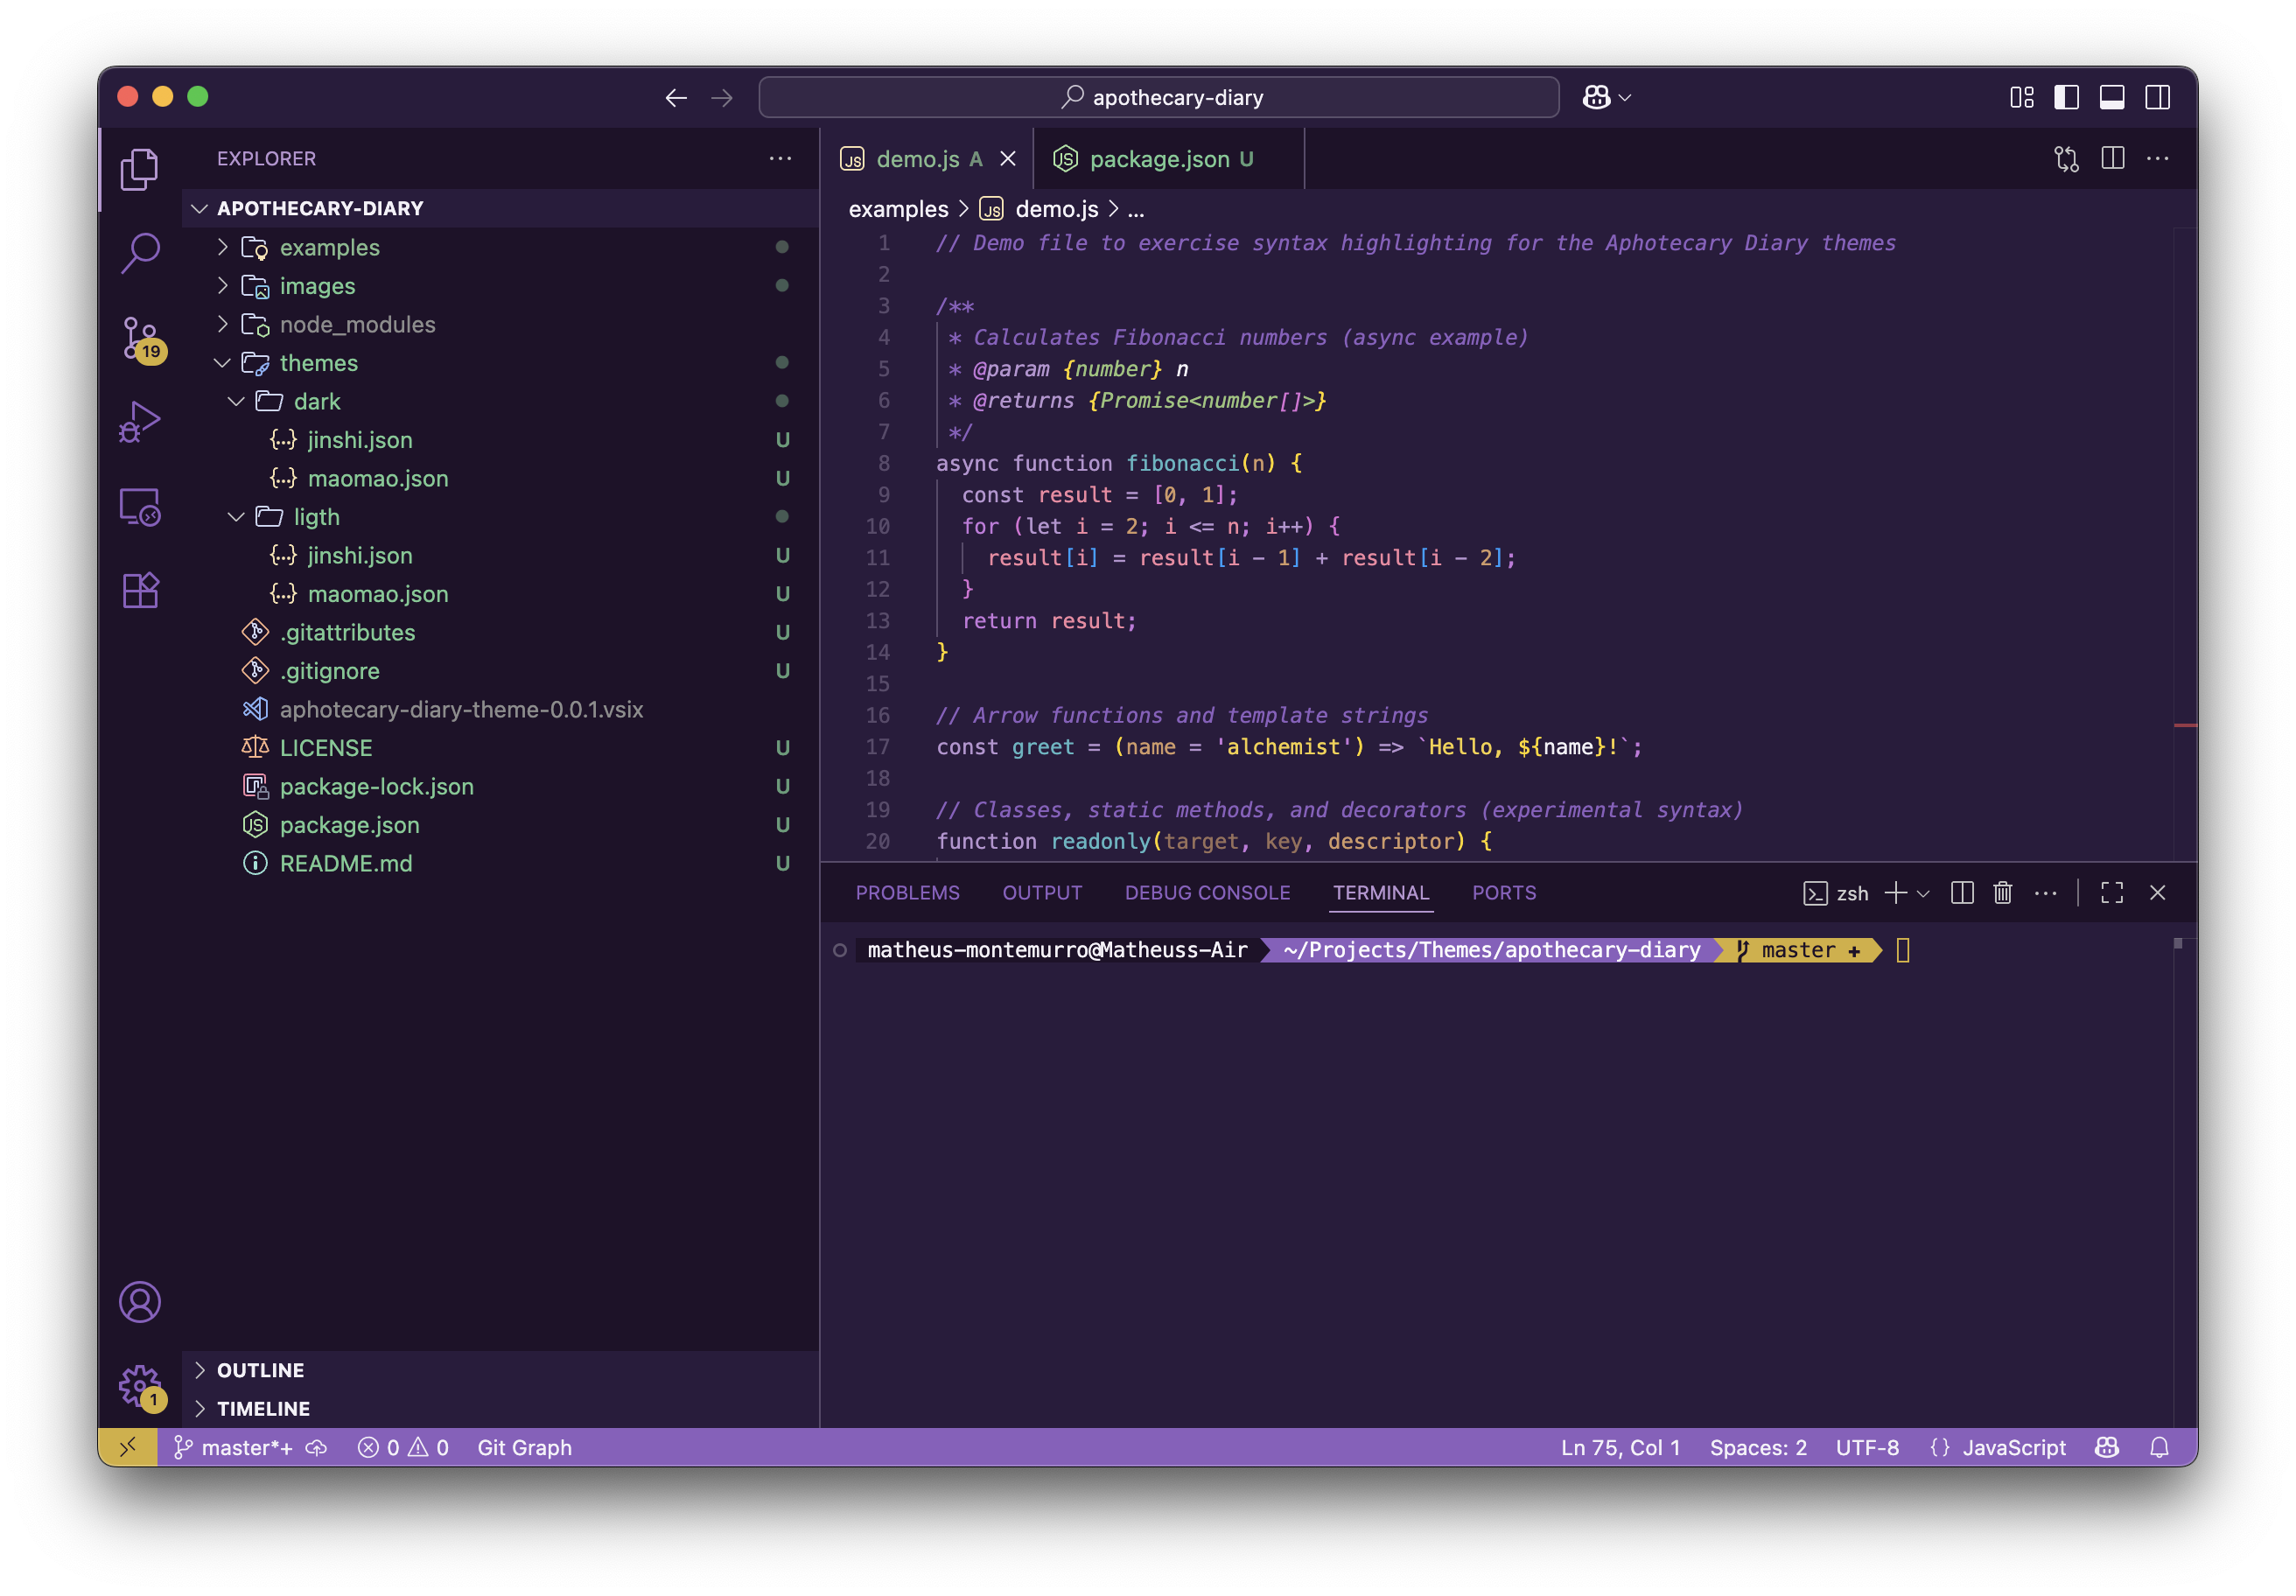 apothecary-diary
EXPLORER
APOTHECARY-DIARY
examples
images
node_modules
themes
dark
jinshi.json U
maomao.json U
ligth
jinshi.json U
maomao.json U
.gitattributes U
.gitignore U
aphotecary-diary-theme-0.0.1.vsix
LICENSE U
package-lock.json U
package.json U
README.md U
OUTLINE
TIMELINE
19
1
demo.js A
package.json U
examples > JS demo.js > ...
1 // Demo file to exercise syntax highlighting for the Aphotecary Diary themes
2
3 /**
4 * Calculates Fibonacci numbers (async example)
5 * @param {number} n
6 * @returns {Promise<number[]>}
7 */
8 async function fibonacci(n) {
9 const result = [0, 1];
10 for (let i = 2; i <= n; i++) {
11 result[i] = result[i - 1] + result[i - 2];
12 }
13 return result;
14 }
15
16 // Arrow functions and template strings
17 const greet = (name = 'alchemist') => `Hello, ${name}!`;
18
19 // Classes, static methods, and decorators (experimental syntax)
20 function readonly(target, key, descriptor) {
PROBLEMS OUTPUT DEBUG CONSOLE TERMINAL PORTS zsh
matheus-montemurro@Matheuss-Air ~/Projects/Themes/apothecary-diary master +
master*+ 0 0 Git Graph Ln 75, Col 1 Spaces: 2 UTF-8 {} JavaScript